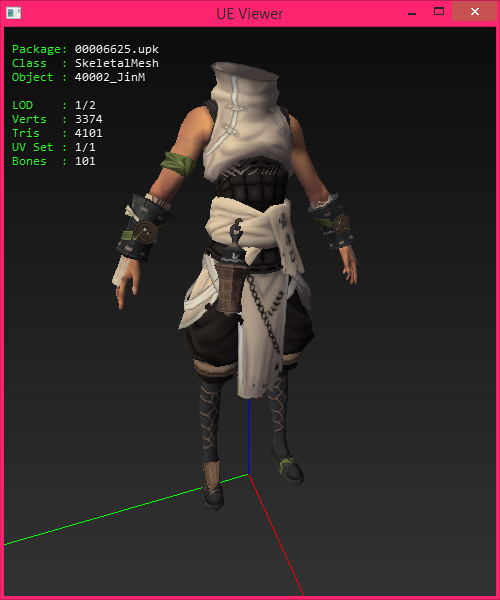 UE Viewer
Package: 00006625.upk
Class  : SkeletalMesh
Object : 40002_JinM
LOD    : 1/2
Verts  : 3374
Tris   : 4101
UV Set : 1/1
Bones  : 101